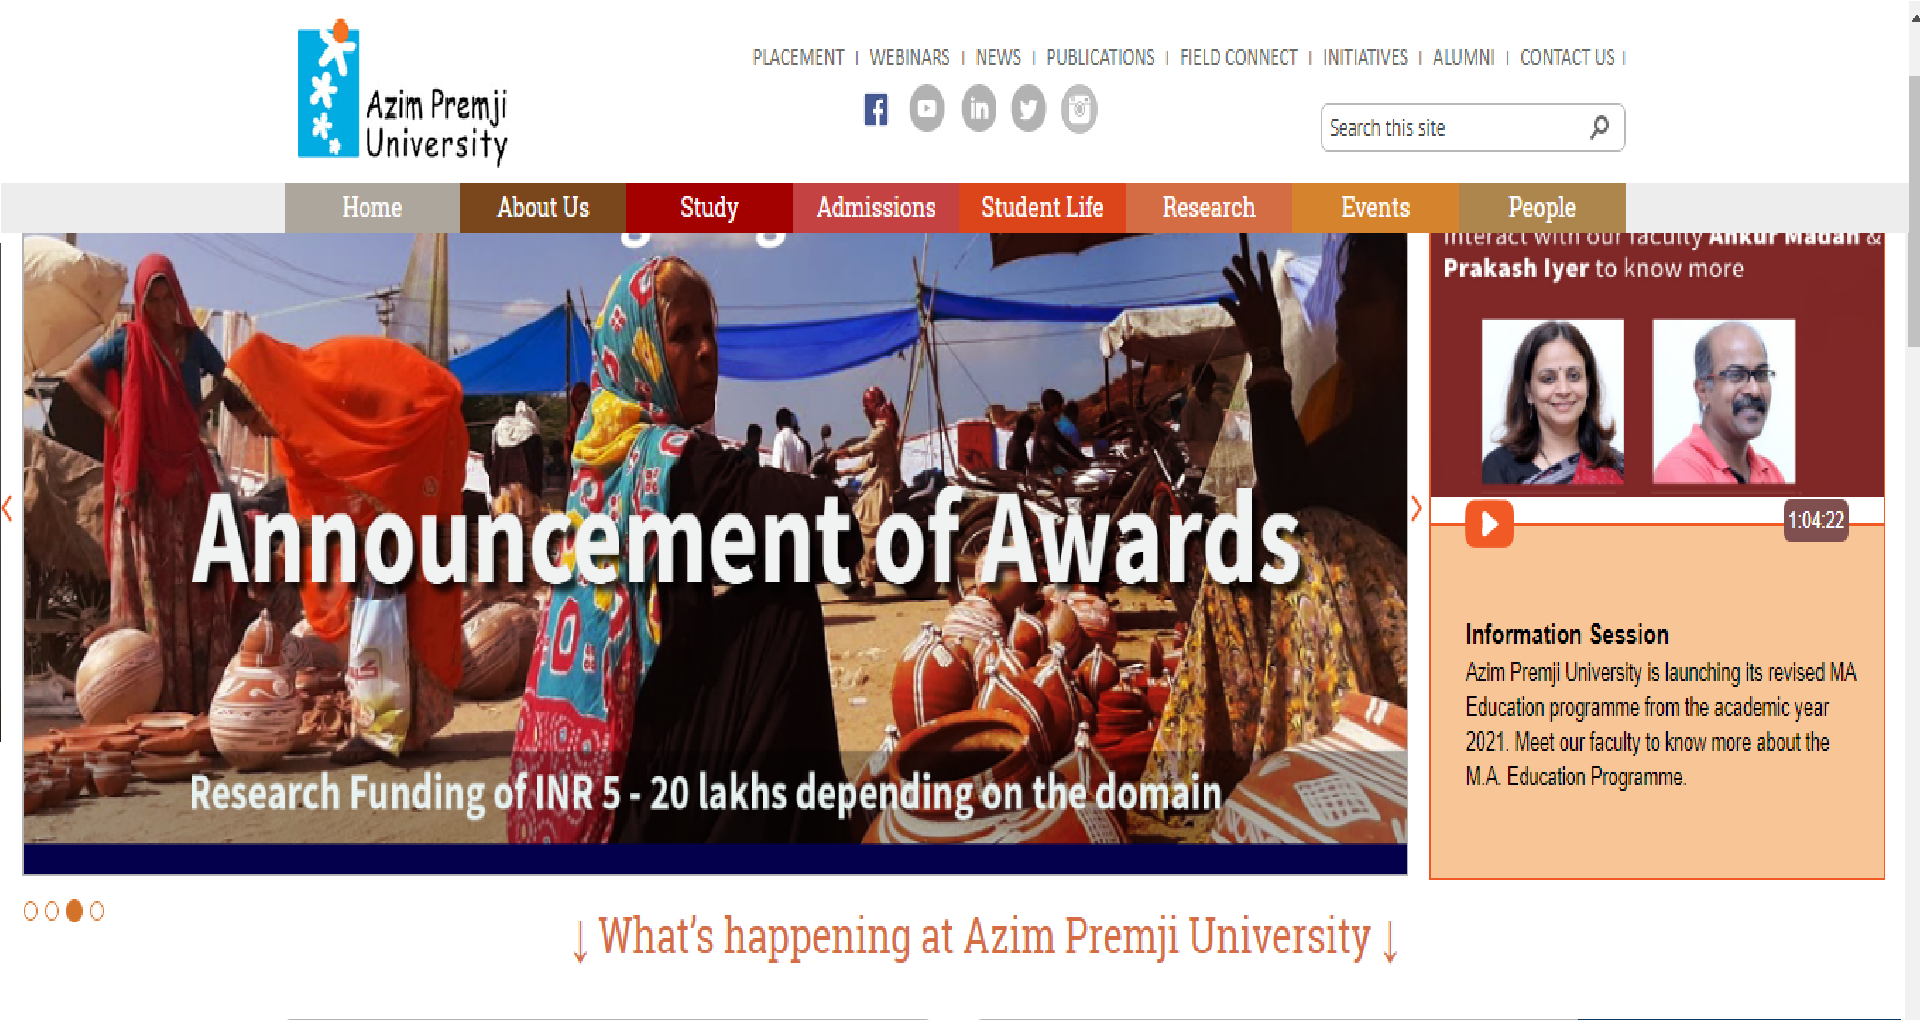 Azim Premji
University
PLACEMENT | WEBINARS | NEWS | PUBLICATIONS | FIELD CONNECT | INITIATIVES | ALUMNI | CONTACT US |
Search this site
Home About Us Study Admissions Student Life Research Events People
Announcement of Awards
Research Funding of INR 5 - 20 lakhs depending on the domain
interact with our faculty Ankur Madan &
Prakash Iyer to know more
1:04:22
Information Session
Azim Premji University is launching its revised MA
Education programme from the academic year
2021. Meet our faculty to know more about the
M.A. Education Programme.
↓ What's happening at Azim Premji University ↓